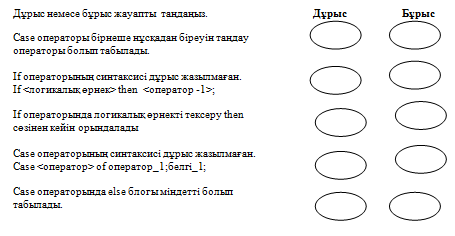 Дұрыс немесе бұрыс жауапты таңдаңыз. Дұрыс Бұрыс
Case операторы бірнеше нұсқадан біреуін таңдау
операторы болып табылады.
If операторының синтаксисі дұрыс жазылмаған.
If <логикалық өрнек> then <оператор -1>;
If операторында логикалық өрнекті тексеру then
сөзінен кейін орындалады
Case операторының синтаксисі дұрыс жазылмаған.
Case <оператор> of оператор_1;белгі_1;
Case операторында else блогы міндетті болып
табылады.